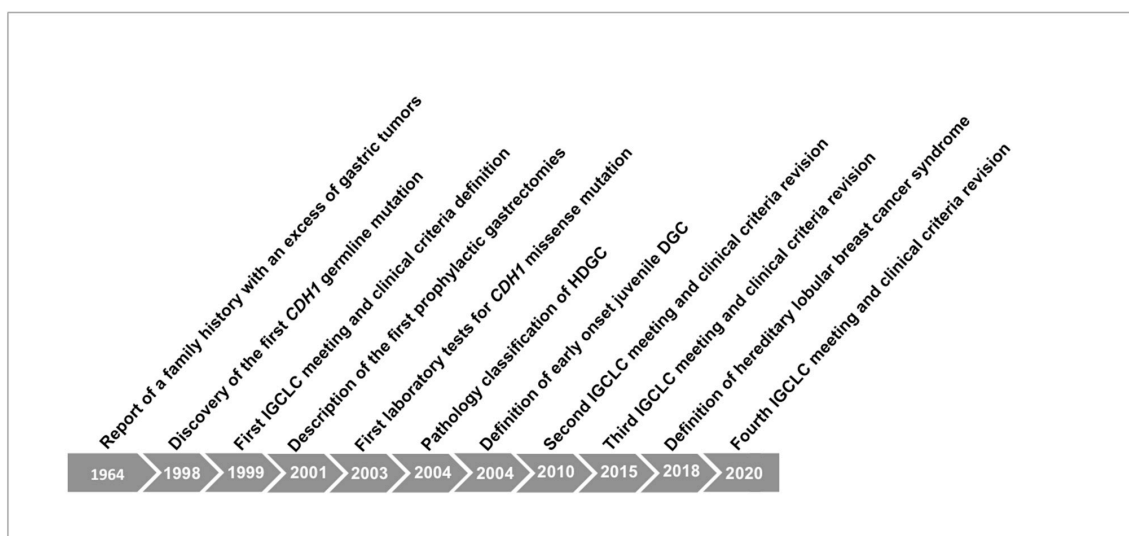 Report of a family history with an excess of gastric tumors
Discovery of the first CDH1 germline mutation
First IGCLC meeting and clinical criteria definition
Description of the first prophylactic gastrectomies
First laboratory tests for CDH1 missense mutation
Pathology classification of HDGC
Definition of early onset juvenile DGC
Second IGCLC meeting and clinical criteria revision
Third IGCLC meeting and clinical criteria revision
Definition of hereditary lobular breast cancer syndrome
Fourth IGCLC meeting and clinical criteria revision
1964
1998
1999
2001
2003
2004
2004
2010
2015
2018
2020